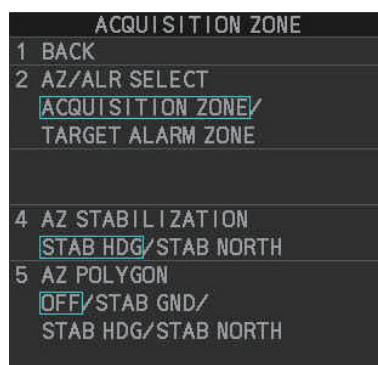 ACQUISITION ZONE
1 BACK
2 AZ/ALR SELECT
ACQUISITION ZONE/
TARGET ALARM ZONE
4 AZ STABILIZATION
STAB HDG/STAB NORTH
5 AZ POLYGON
OFF/STAB GND/
STAB HDG/STAB NORTH